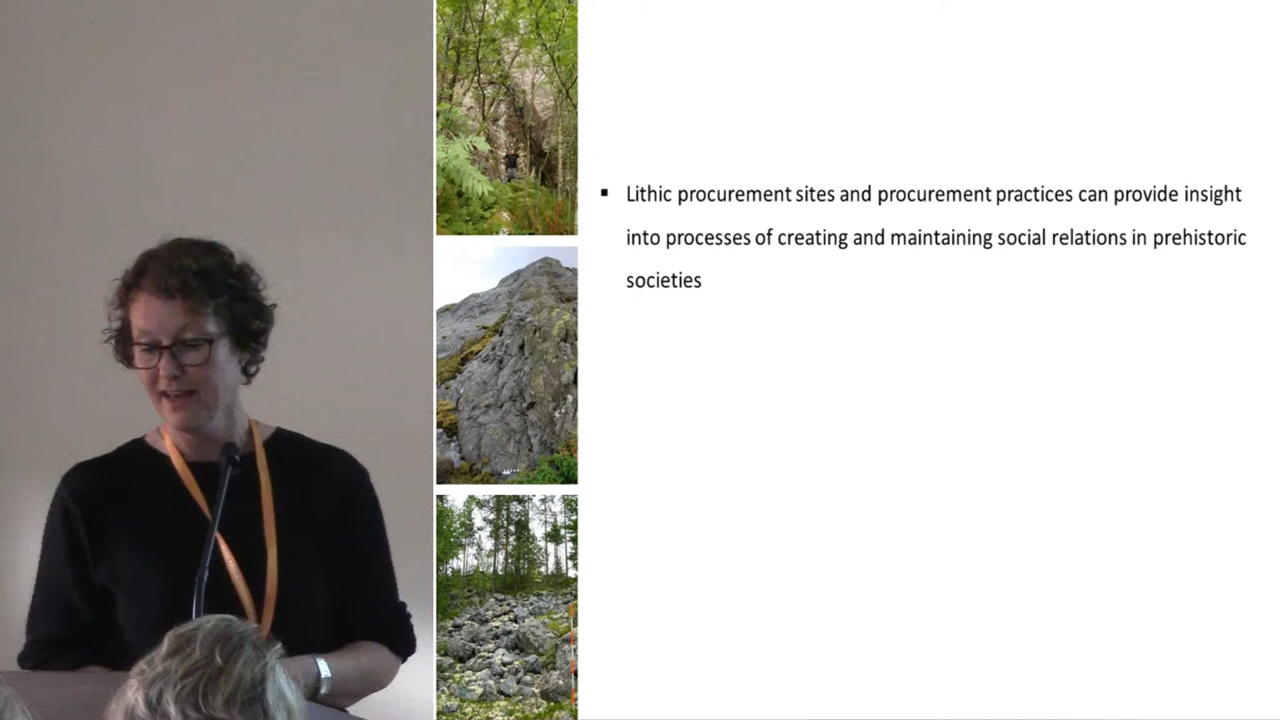 ▪ Lithic procurement sites and procurement practices can provide insight
into processes of creating and maintaining social relations in prehistoric
societies